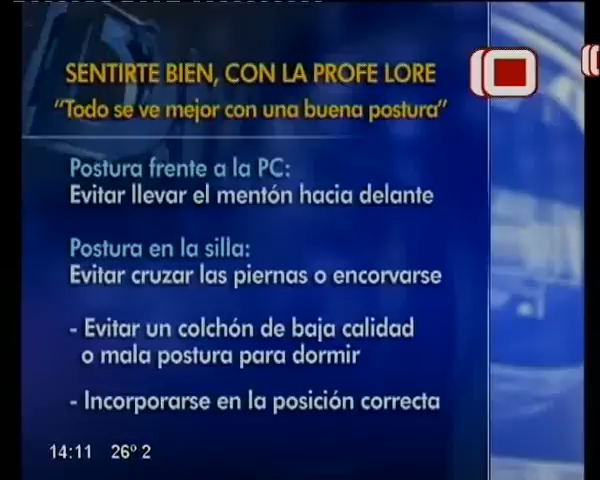 SENTIRTE BIEN, CON LA PROFE LORE
"Todo se ve mejor con una buena postura"
Postura frente a la PC:
Evitar llevar el mentón hacia delante
Postura en la silla:
Evitar cruzar las piernas o encorvarse
- Evitar un colchón de baja calidad
o mala postura para dormir
- Incorporarse en la posición correcta
14:11 26º 2